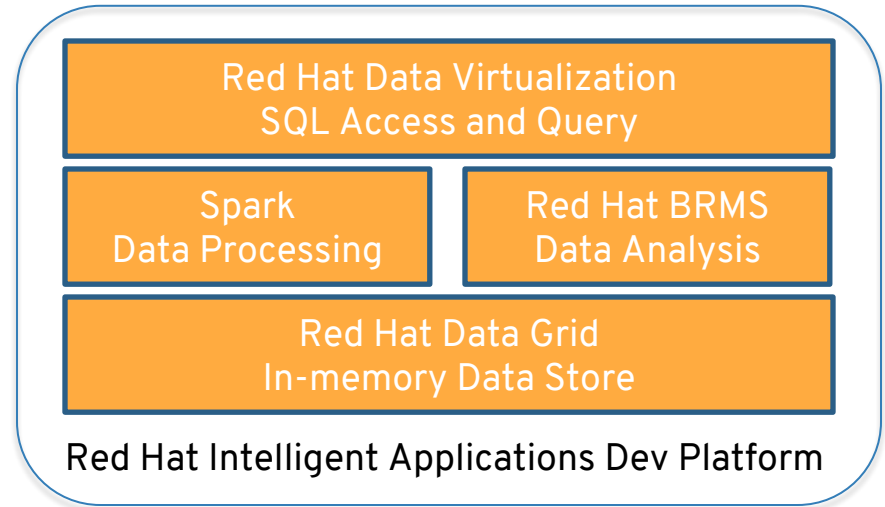 Red Hat Data Virtualization
SQL Access and Query
Spark
Data Processing
Red Hat BRMS
Data Analysis
Red Hat Data Grid
In-memory Data Store
Red Hat Intelligent Applications Dev Platform